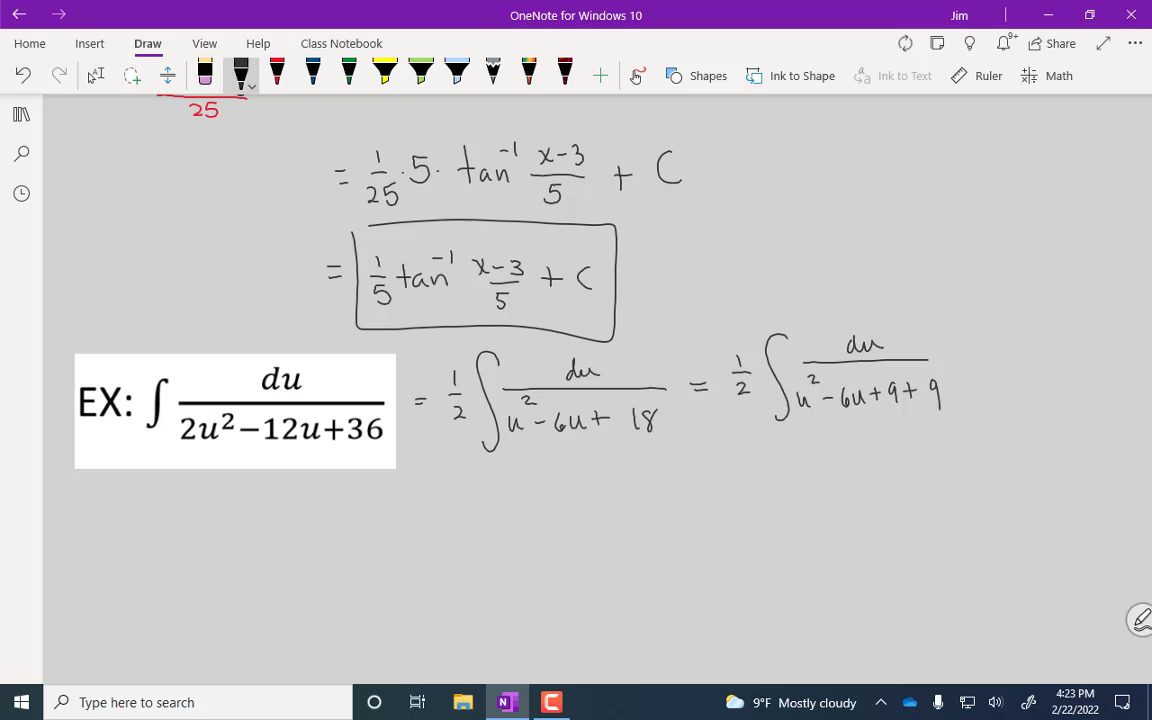 OneNote for Windows 10
Jim
Home Insert Draw View Help Class Notebook
9+
Share
Shapes Ink to Shape Ink to Text Ruler Math
25
= 1/25 · 5 · tan⁻¹ (x-3)/5 + C
= 1/5 tan⁻¹ (x-3)/5 + C
EX: ∫ du/(2u²−12u+36) = 1/2 ∫ du/(u² - 6u + 18) = 1/2 ∫ du/(u² - 6u + 9 + 9)
Type here to search
9°F Mostly cloudy
4:23 PM
2/22/2022